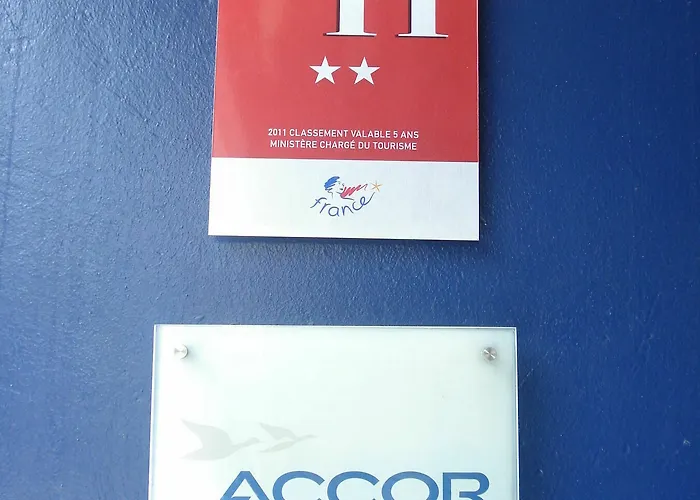 H
2011 CLASSEMENT VALABLE 5 ANS
MINISTÈRE CHARGÉ DU TOURISME
france
ACCOR